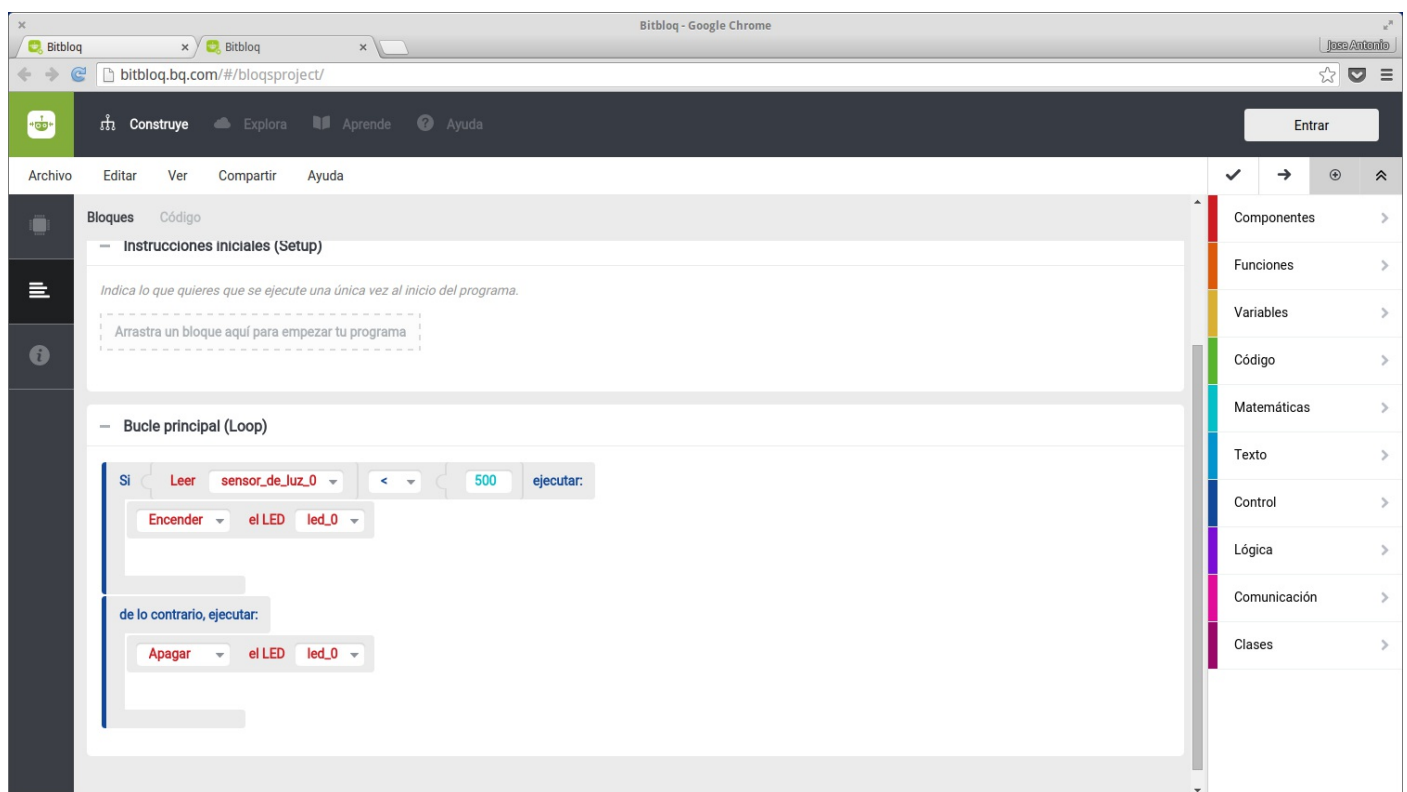 Bitbloq - Google Chrome
Bitbloq
Bitbloq
Jose Antonio
bitbloq.bq.com/#/bloqsproject/
Construye Explora Aprende Ayuda
Entrar
Archivo Editar Ver Compartir Ayuda
Bloques Código
Instrucciones iniciales (Setup)
Indica lo que quieres que se ejecute una única vez al inicio del programa.
Arrastra un bloque aquí para empezar tu programa
Bucle principal (Loop)
Si Leer sensor_de_luz_0 < 500 ejecutar:
Encender el LED led_0
de lo contrario, ejecutar:
Apagar el LED led_0
Componentes
Funciones
Variables
Código
Matemáticas
Texto
Control
Lógica
Comunicación
Clases